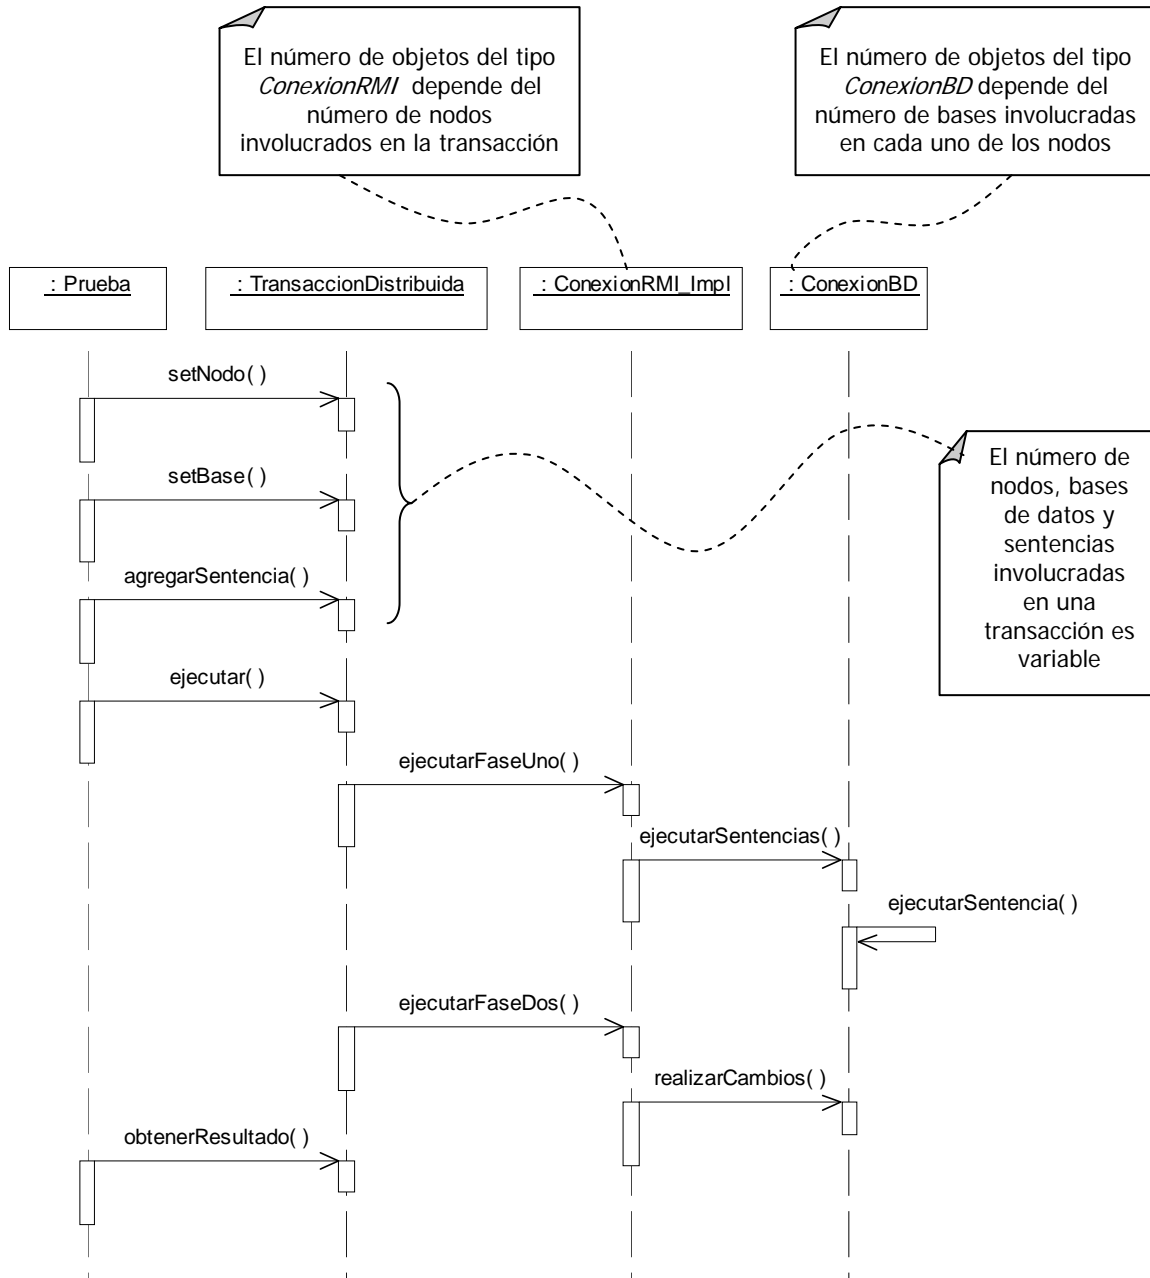 El número de objetos del tipo
ConexionRMI depende del
número de nodos
involucrados en la transacción
El número de objetos del tipo
ConexionBD depende del
número de bases involucradas
en cada uno de los nodos
: Prueba
: TransaccionDistribuida
: ConexionRMI_Impl
: ConexionBD
setNodo( )
setBase( )
El número de
nodos, bases
de datos y
sentencias
involucradas
en una
transacción es
variable
agregarSentencia( )
ejecutar( )
ejecutarFaseUno( )
ejecutarSentencias( )
ejecutarSentencia( )
ejecutarFaseDos( )
realizarCambios( )
obtenerResultado( )